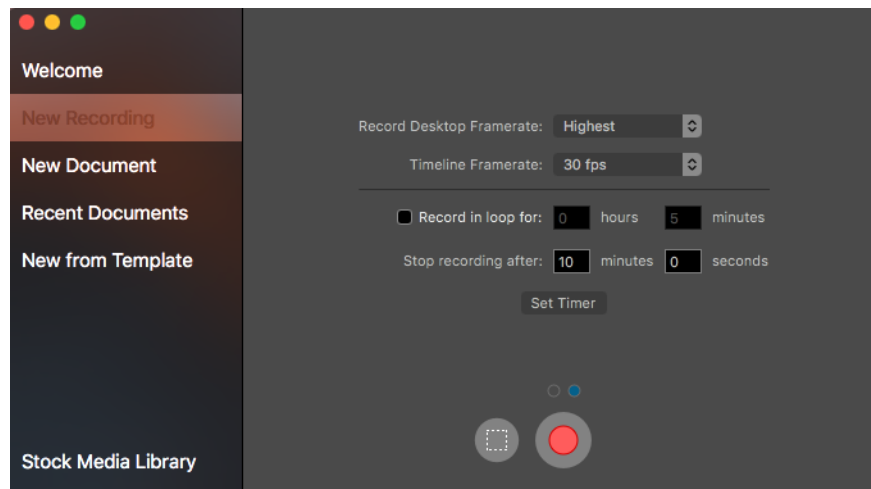 Welcome
New Recording
New Document
Recent Documents
New from Template
Stock Media Library
Record Desktop Framerate: Highest
Timeline Framerate: 30 fps
Record in loop for: 0 hours 5 minutes
Stop recording after: 10 minutes 0 seconds
Set Timer